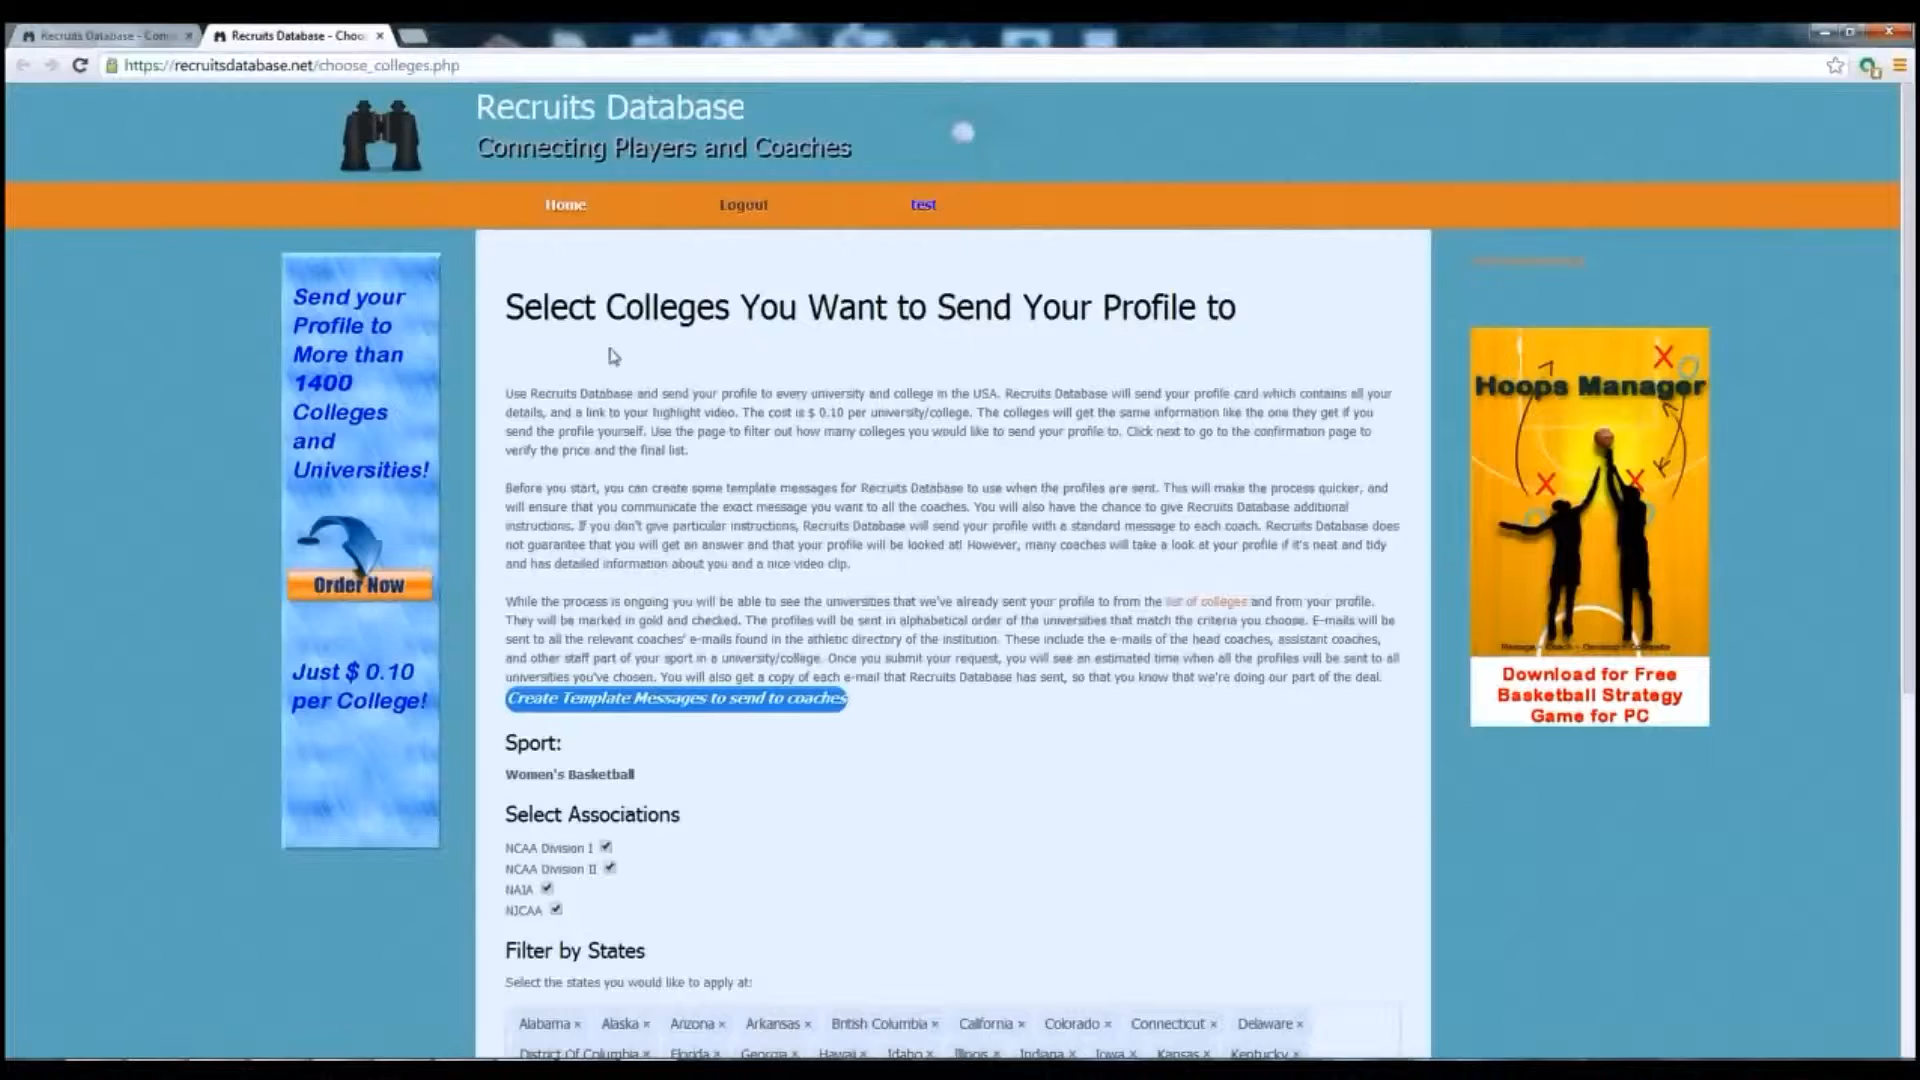 Recruits Database - Com
Recruits Database - Choo
https://recruitsdatabase.net/choose_colleges.php
Recruits Database
Connecting Players and Coaches
Home
Logout
test
Send your
Profile to
More than
1400
Colleges
and
Universities!
Order Now
Just $ 0.10
per College!
Select Colleges You Want to Send Your Profile to
Use Recruits Database and send your profile to every university and college in the USA. Recruits Database will send your profile card which contains all your
details, and a link to your highlight video. The cost is $ 0.10 per university/college. The colleges will get the same information like the one they get if you
send the profile yourself. Use the page to filter out how many colleges you would like to send your profile to. Click next to go to the confirmation page to
verify the price and the final list.
Before you start, you can create some template messages for Recruits Database to use when the profiles are sent. This will make the process quicker, and
will ensure that you communicate the exact message you want to all the coaches. You will also have the chance to give Recruits Database additional
instructions. If you don't give particular instructions, Recruits Database will send your profile with a standard message to each coach. Recruits Database does
not guarantee that you will get an answer and that your profile will be looked at! However, many coaches will take a look at your profile if it's neat and tidy
and has detailed information about you and a nice video clip.
While the process is ongoing you will be able to see the universities that we've already sent your profile to from the list of colleges and from your profile.
They will be marked in gold and checked. The profiles will be sent in alphabetical order of the universities that match the criteria you choose. E-mails will be
sent to all the relevant coaches' e-mails found in the athletic directory of the institution. These include the e-mails of the head coaches, assistant coaches,
and other staff part of your sport in a university/college. Once you submit your request, you will see an estimated time when all the profiles will be sent to all
universities you've chosen. You will also get a copy of each e-mail that Recruits Database has sent, so that you know that we're doing our part of the deal.
Create Template Messages to send to coaches
Sport:
Women's Basketball
Select Associations
NCAA Division I
NCAA Division II
NAIA
NJCAA
Filter by States
Select the states you would like to apply at:
Alabama × Alaska × Arizona × Arkansas × British Columbia × California × Colorado × Connecticut × Delaware ×
District Of Columbia × Florida × Georgia × Hawaii × Idaho × Illinois × Indiana × Iowa × Kansas × Kentucky ×
Hoops Manager
Download for Free
Basketball Strategy
Game for PC